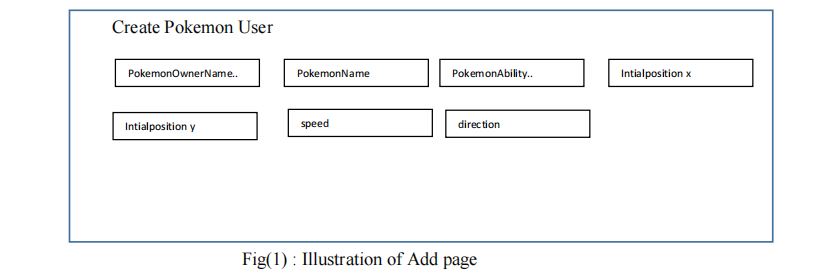 Create Pokemon User
PokemonOwnerName.. PokemonName PokemonAbility.. Intialposition x
Intialposition y speed direction
Fig(1) : Illustration of Add page